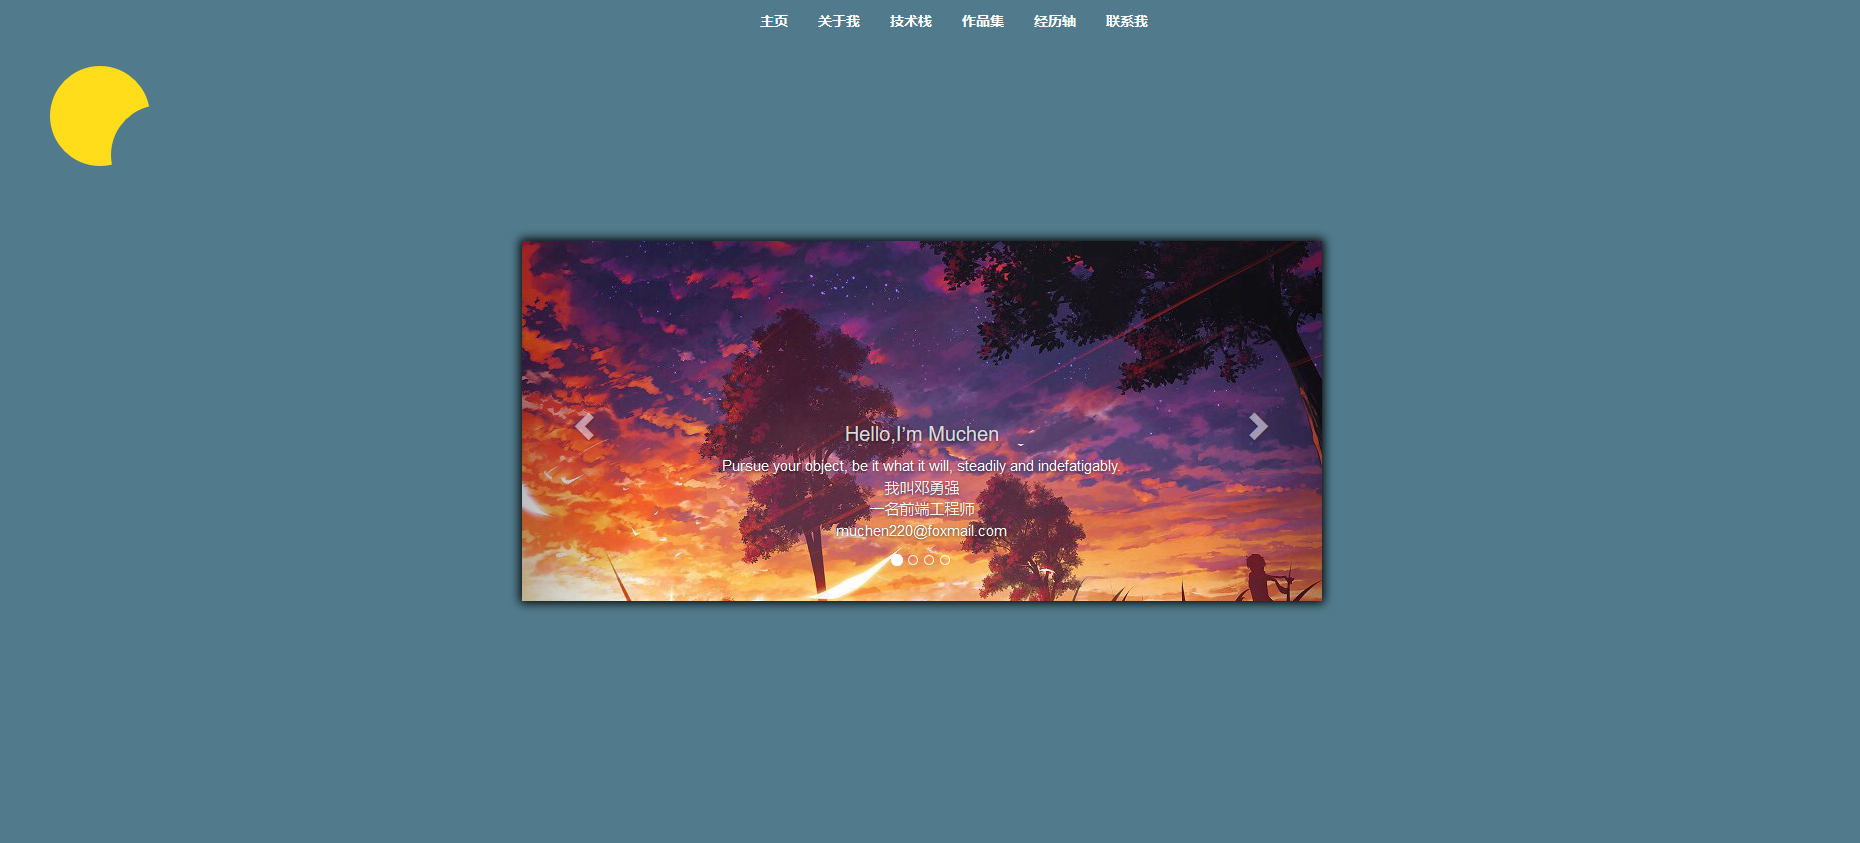 主页 关于我 技术栈 作品集 经历轴 联系我
Hello,I'm Muchen
Pursue your object, be it what it will, steadily and indefatigably.
我叫邓勇强
一名前端工程师
muchen220@foxmail.com